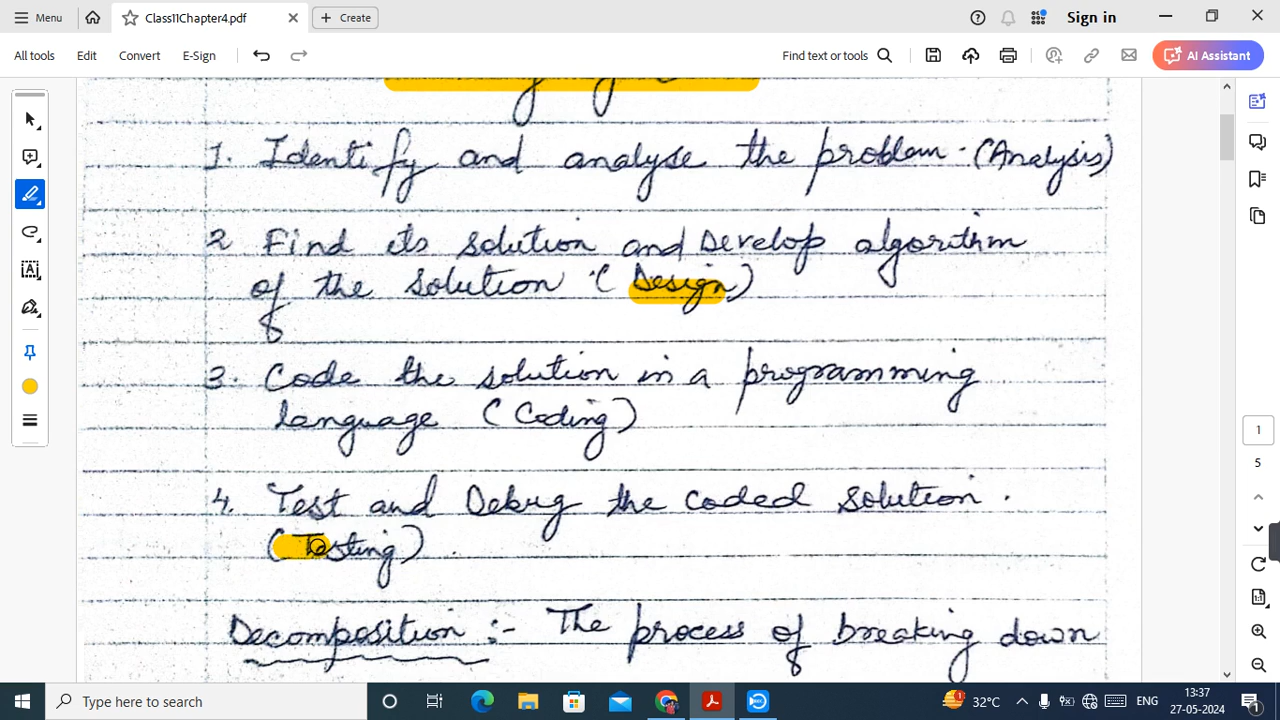 Menu
Class11Chapter4.pdf
Create
Sign in
All tools
Edit
Convert
E-Sign
Find text or tools
AI Assistant
1. Identify and analyse the problem. (Analysis)
2 Find its solution and Develop algorithm
of the solution. (Design)
3. Code the solution in a programming
language (Coding)
4. Test and Debug the coded solution.
(Testing).
Decomposition :- The process of breaking down
1
5
Type here to search
1
32°C
ENG
13:37
27-05-2024
1